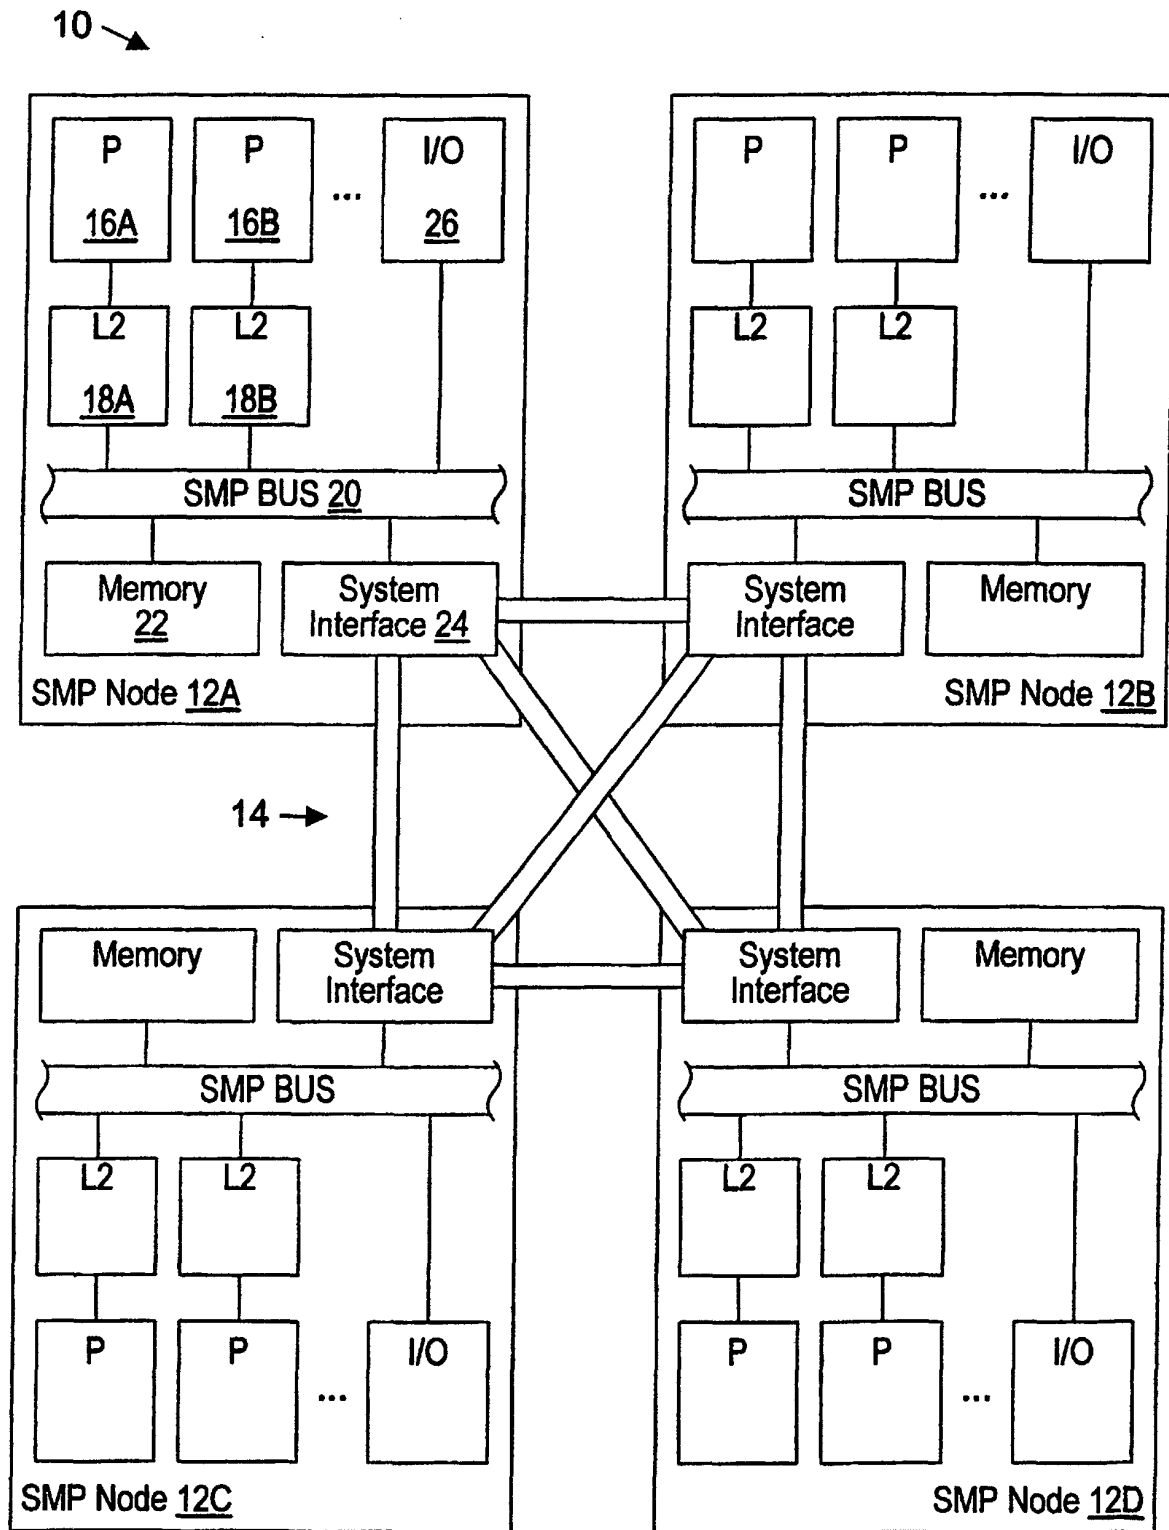 10
P
16A
P
16B
...
I/O
26
L2
18A
L2
18B
SMP BUS 20
Memory
22
System
Interface 24
SMP Node 12A
P
P
...
I/O
L2
L2
SMP BUS
System
Interface
Memory
SMP Node 12B
14
Memory
System
Interface
SMP BUS
L2
L2
P
P
...
I/O
SMP Node 12C
System
Interface
Memory
SMP BUS
L2
L2
P
P
...
I/O
SMP Node 12D